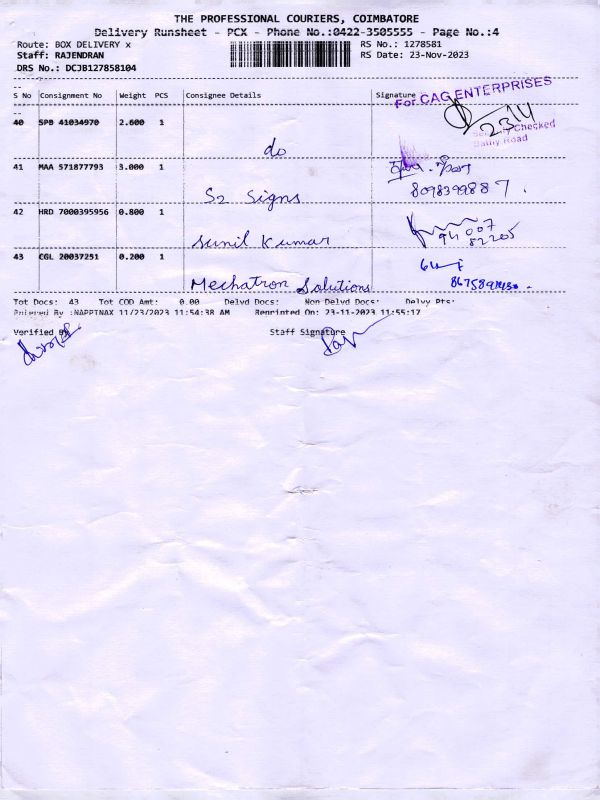 THE PROFESSIONAL COURIERS, COIMBATORE
Delivery Runsheet - PCX - Phone No.:0422-3505555 - Page No.:4
Route: BOX DELIVERY x RS No.: 1278581
Staff: RAJENDRAN RS Date: 23-Nov-2023
DRS No.: DCJB127858104
S No Consignment No Weight PCS Consignee Details Signature
For CAG ENTERPRISES
40 SPB 41034970 2.600 1
Checked
Road
do
41 MAA 571877793 3.000 1
S2 Signs 8098399887.
42 HRD 7000395956 0.800 1
Sunil Kumar
43 CGL 20037251 0.200 1
Mechatron Solutions
Tot Docs: 43 Tot COD Amt: 0.00 Delvd Docs: Non Delvd Docs: Delvy Pts:
Entered By :NAPPINAX 11/23/2023 11:54:38 AM Reprinted On: 23-11-2023 11:55:17
Verified By Staff Signature